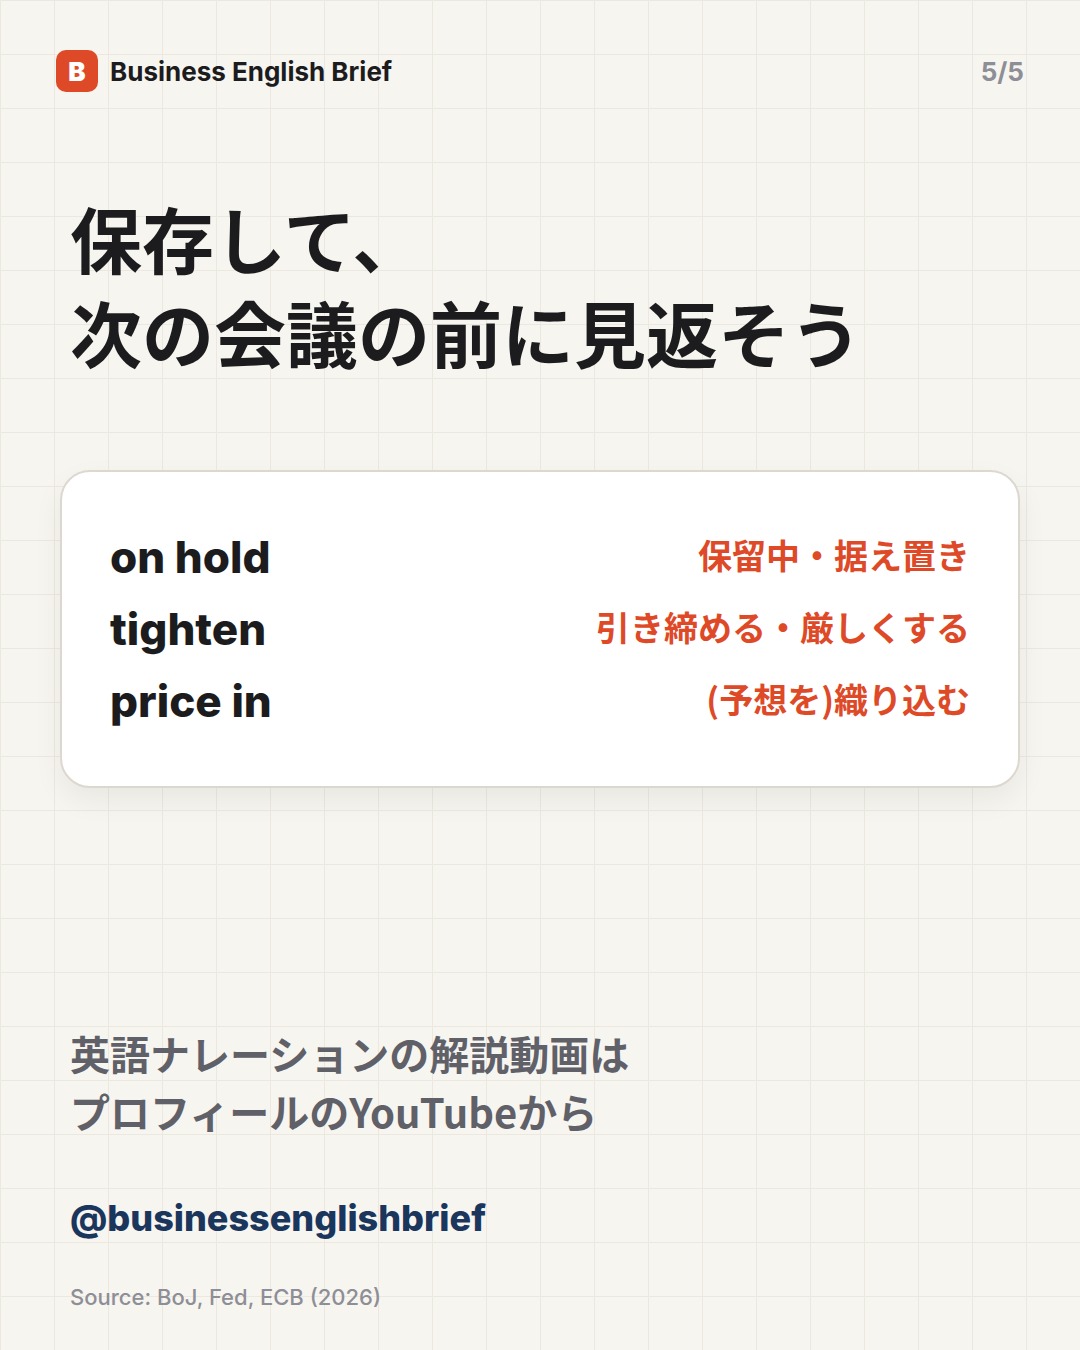 B Business English Brief 5/5
保存して、
次の会議の前に見返そう
on hold 保留中・据え置き
tighten 引き締める・厳しくする
price in (予想を)織り込む
英語ナレーションの解説動画は
プロフィールのYouTubeから
@businessenglishbrief
Source: BoJ, Fed, ECB (2026)